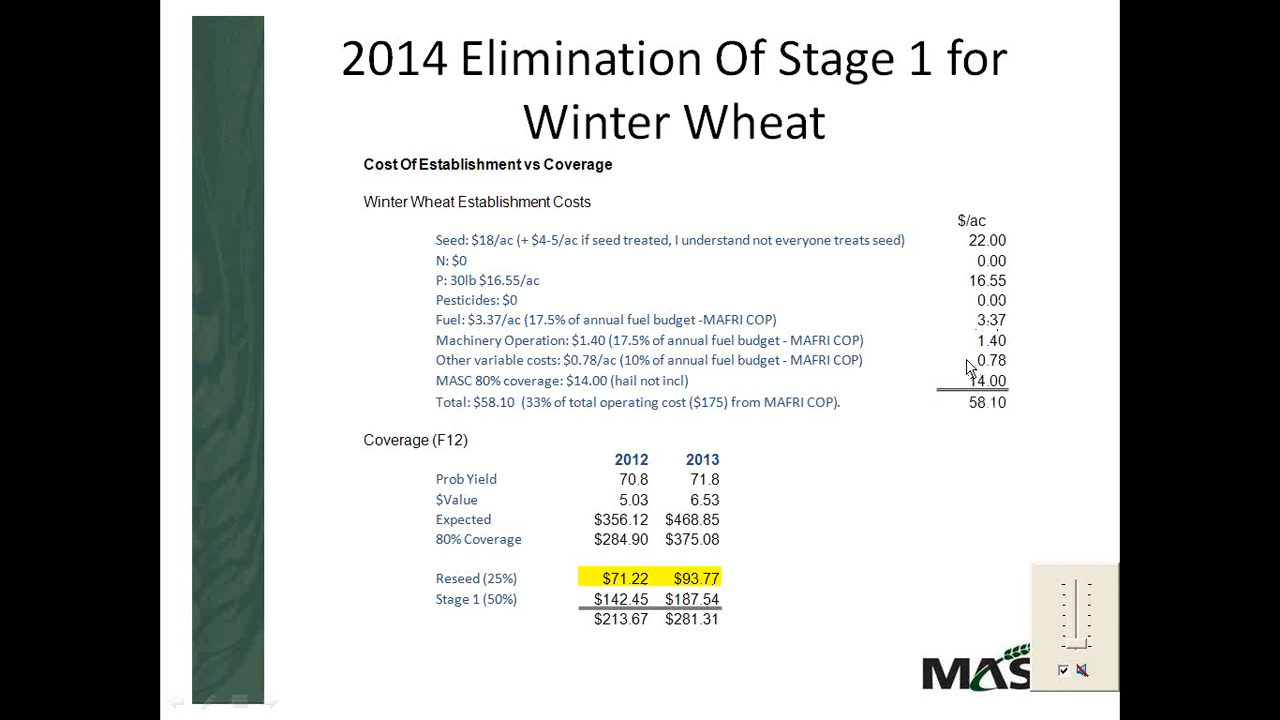 2014 Elimination Of Stage 1 for
Winter Wheat
Cost Of Establishment vs Coverage
Winter Wheat Establishment Costs
$/ac
Seed: $18/ac (+ $4-5/ac if seed treated, I understand not everyone treats seed) 22.00
N: $0 0.00
P: 30lb $16.55/ac 16.55
Pesticides: $0 0.00
Fuel: $3.37/ac (17.5% of annual fuel budget -MAFRI COP) 3.37
Machinery Operation: $1.40 (17.5% of annual fuel budget - MAFRI COP) 1.40
Other variable costs: $0.78/ac (10% of annual fuel budget - MAFRI COP) 0.78
MASC 80% coverage: $14.00 (hail not incl) 14.00
Total: $58.10 (33% of total operating cost ($175) from MAFRI COP). 58.10
Coverage (F12)
2012 2013
Prob Yield 70.8 71.8
$Value 5.03 6.53
Expected $356.12 $468.85
80% Coverage $284.90 $375.08
Reseed (25%) $71.22 $93.77
Stage 1 (50%) $142.45 $187.54
$213.67 $281.31
MAS